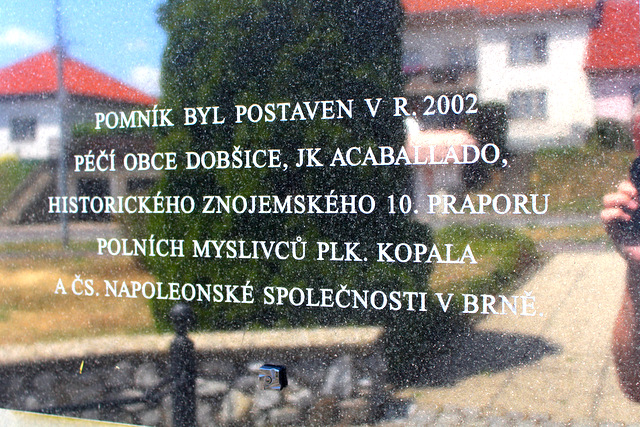 POMNÍK BYL POSTAVEN V R. 2002
PÉČÍ OBCE DOBŠICE, JK ACABALLADO,
HISTORICKÉHO ZNOJEMSKÉHO 10. PRAPORU
POLNÍCH MYSLIVCŮ PLK. KOPALA
A ČS. NAPOLEONSKÉ SPOLEČNOSTI V BRNĚ.